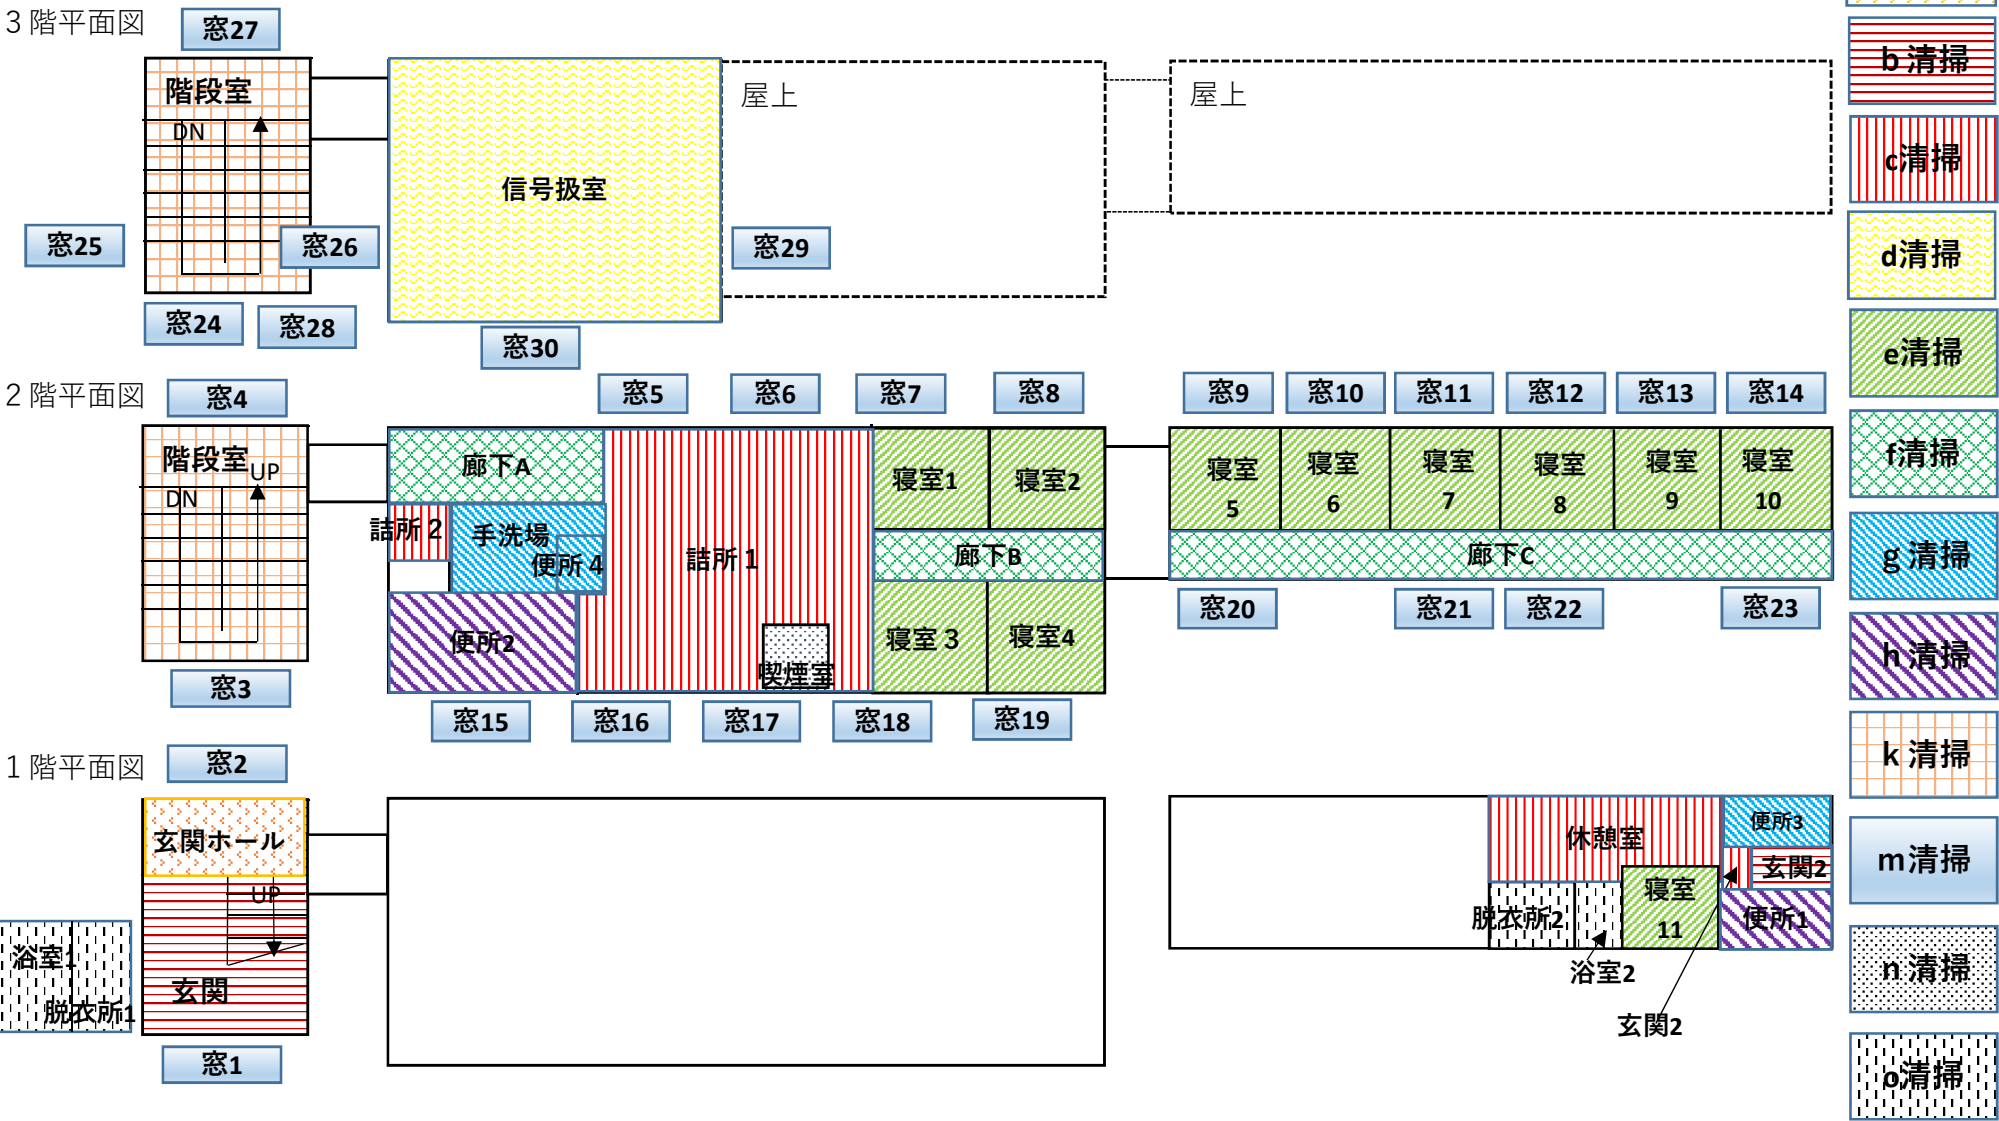 ３階平面図
窓27
階段室
DN
窓25
窓26
窓24
窓28
信号扱室
窓30
屋上
窓29
屋上
２階平面図
窓4
階段室
UP
DN
窓3
窓5
窓6
窓7
窓8
窓9
窓10
窓11
窓12
窓13
窓14
廊下A
詰所２
手洗場
便所４
便所2
詰所１
喫煙室
寝室1
寝室2
廊下B
寝室３
寝室4
寝室
5
寝室
6
寝室
7
寝室
8
寝室
9
寝室
10
廊下C
窓15
窓16
窓17
窓18
窓19
窓20
窓21
窓22
窓23
１階平面図
窓2
玄関ホール
UP
玄関
浴室1
脱衣所1
窓1
休憩室
便所3
玄関2
寝室
11
便所1
脱衣所2
浴室2
玄関2
b 清掃
c清掃
d清掃
e清掃
f清掃
g 清掃
h 清掃
k 清掃
m清掃
n 清掃
o清掃